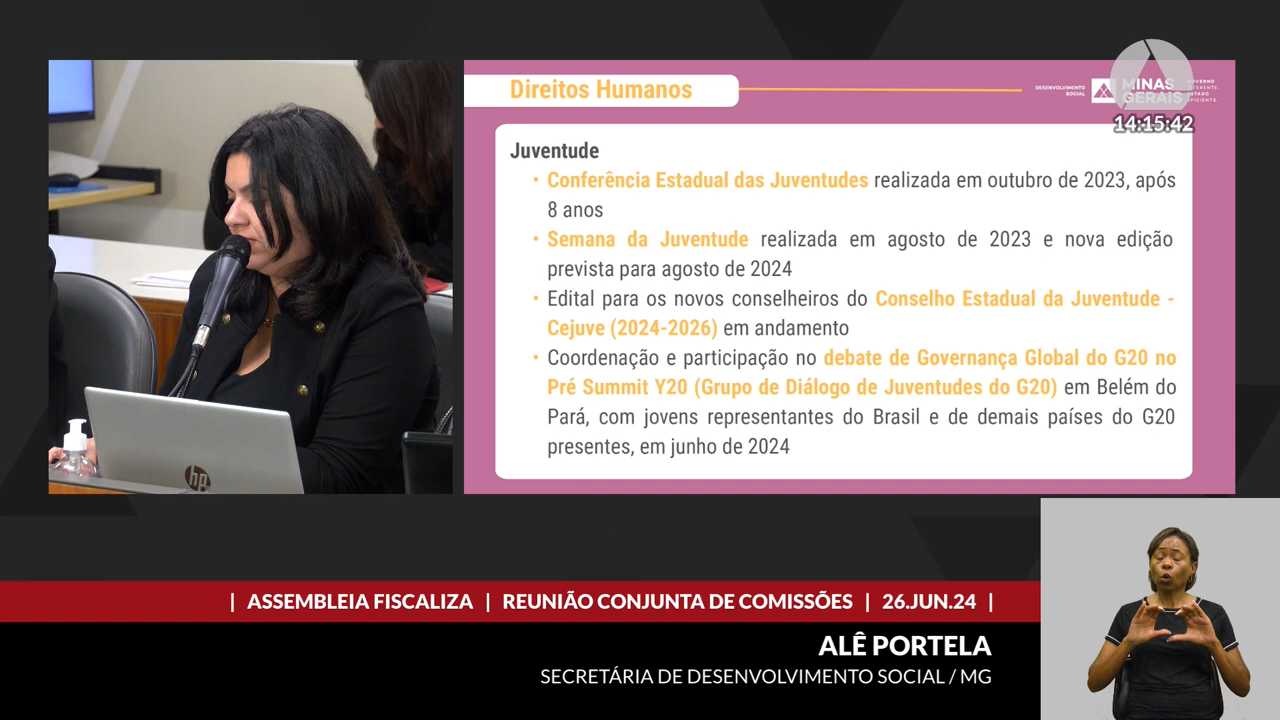 Direitos Humanos
DESENVOLVIMENTO
SOCIAL
MINAS
GERAIS
GOVERNO
DIFERENTE.
ESTADO
EFICIENTE.
14:15:42
Juventude
• Conferência Estadual das Juventudes realizada em outubro de 2023, após
8 anos
• Semana da Juventude realizada em agosto de 2023 e nova edição
prevista para agosto de 2024
• Edital para os novos conselheiros do Conselho Estadual da Juventude -
Cejuve (2024-2026) em andamento
• Coordenação e participação no debate de Governança Global do G20 no
Pré Summit Y20 (Grupo de Diálogo de Juventudes do G20) em Belém do
Pará, com jovens representantes do Brasil e de demais países do G20
presentes, em junho de 2024
hp
| ASSEMBLEIA FISCALIZA | REUNIÃO CONJUNTA DE COMISSÕES | 26.JUN.24 |
ALÊ PORTELA
SECRETÁRIA DE DESENVOLVIMENTO SOCIAL / MG